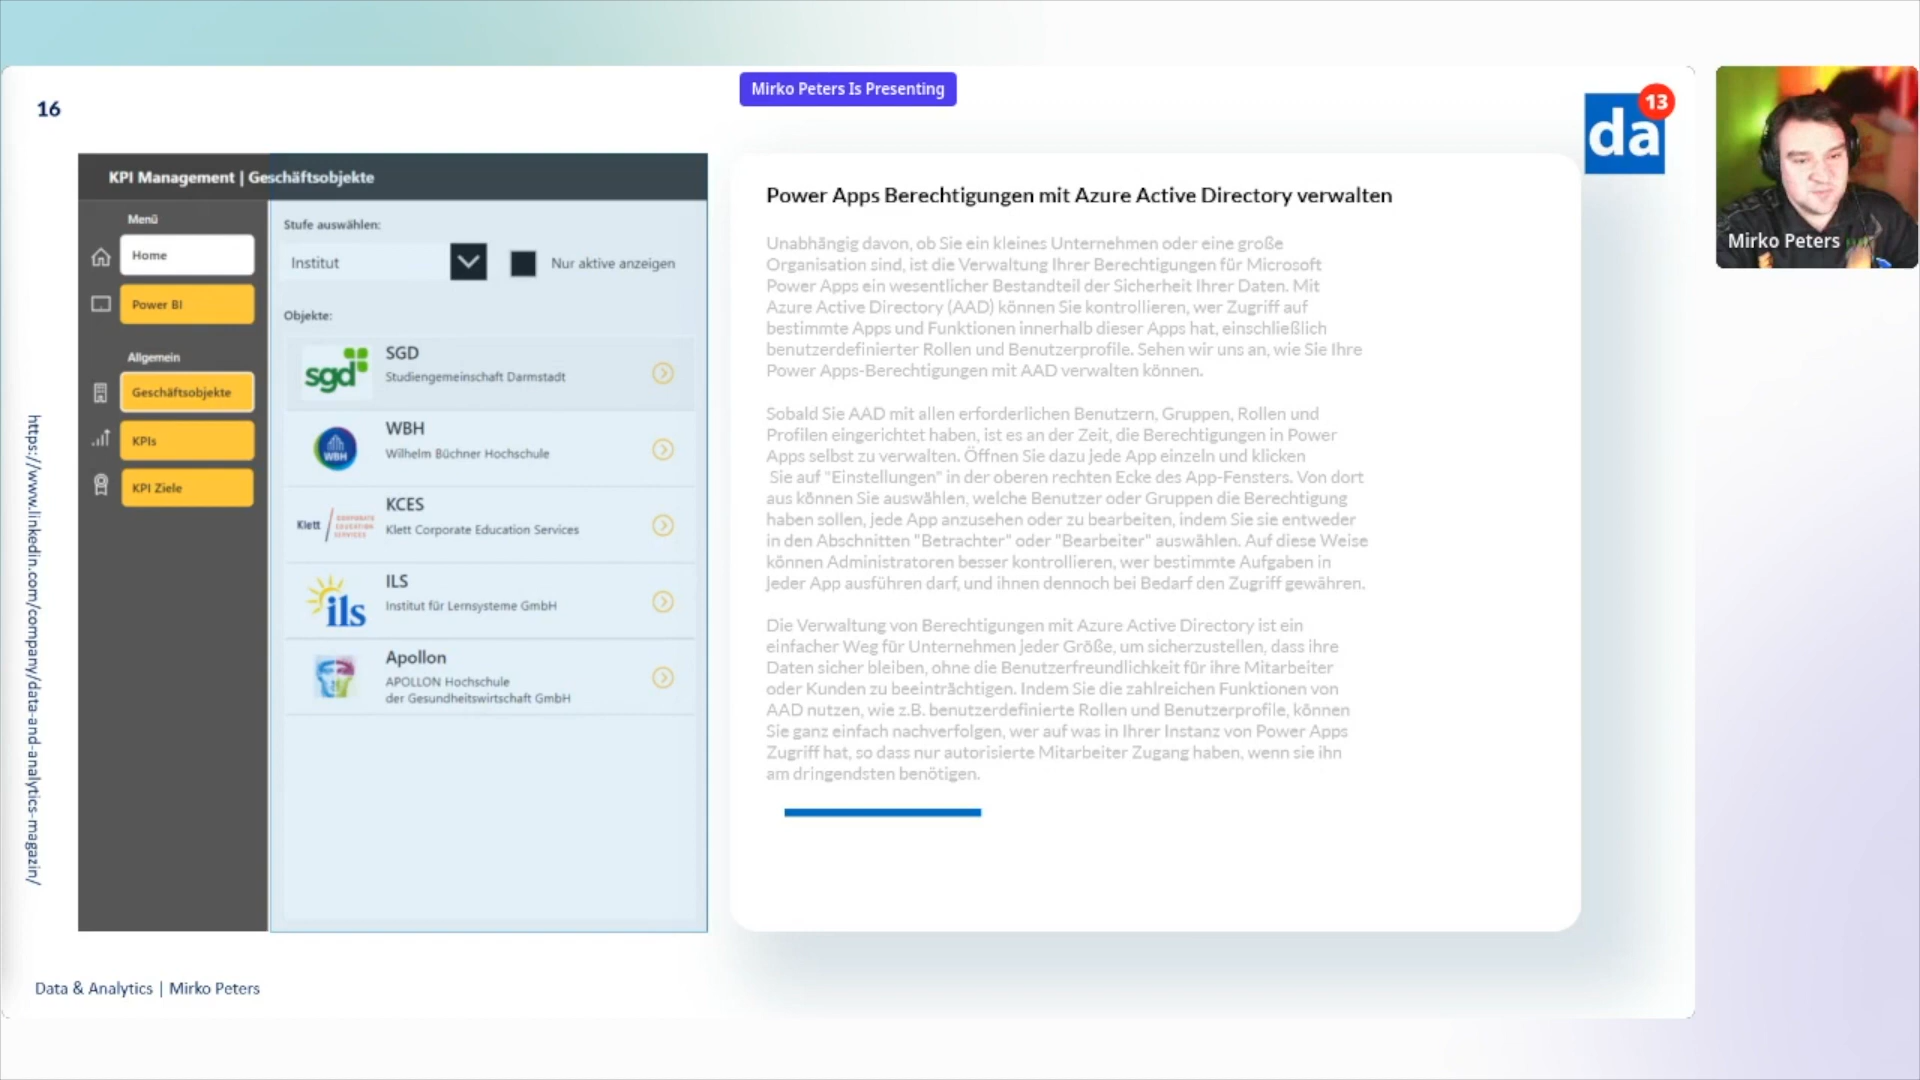 Mirko Peters Is Presenting
16
da
13
Mirko Peters
KPI Management | Geschäftsobjekte
Menü
Home
Power BI
Allgemein
Geschäftsobjekte
KPIs
KPI Ziele
Stufe auswählen:
Institut
Nur aktive anzeigen
Objekte:
sgd
SGD
Studiengemeinschaft Darmstadt
WBH
WBH
Wilhelm Büchner Hochschule
Klett CORPORATE EDUCATION SERVICES
KCES
Klett Corporate Education Services
ils
ILS
Institut für Lernsysteme GmbH
Apollon
APOLLON Hochschule
der Gesundheitswirtschaft GmbH
Power Apps Berechtigungen mit Azure Active Directory verwalten
Unabhängig davon, ob Sie ein kleines Unternehmen oder eine große
Organisation sind, ist die Verwaltung Ihrer Berechtigungen für Microsoft
Power Apps ein wesentlicher Bestandteil der Sicherheit Ihrer Daten. Mit
Azure Active Directory (AAD) können Sie kontrollieren, wer Zugriff auf
bestimmte Apps und Funktionen innerhalb dieser Apps hat, einschließlich
benutzerdefinierter Rollen und Benutzerprofile. Sehen wir uns an, wie Sie Ihre
Power Apps-Berechtigungen mit AAD verwalten können.
Sobald Sie AAD mit allen erforderlichen Benutzern, Gruppen, Rollen und
Profilen eingerichtet haben, ist es an der Zeit, die Berechtigungen in Power
Apps selbst zu verwalten. Öffnen Sie dazu jede App einzeln und klicken
Sie auf "Einstellungen" in der oberen rechten Ecke des App-Fensters. Von dort
aus können Sie auswählen, welche Benutzer oder Gruppen die Berechtigung
haben sollen, jede App anzusehen oder zu bearbeiten, indem Sie sie entweder
in den Abschnitten "Betrachter" oder "Bearbeiter" auswählen. Auf diese Weise
können Administratoren besser kontrollieren, wer bestimmte Aufgaben in
jeder App ausführen darf, und ihnen dennoch bei Bedarf den Zugriff gewähren.
Die Verwaltung von Berechtigungen mit Azure Active Directory ist ein
einfacher Weg für Unternehmen jeder Größe, um sicherzustellen, dass ihre
Daten sicher bleiben, ohne die Benutzerfreundlichkeit für ihre Mitarbeiter
oder Kunden zu beeinträchtigen. Indem Sie die zahlreichen Funktionen von
AAD nutzen, wie z.B. benutzerdefinierte Rollen und Benutzerprofile, können
Sie ganz einfach nachverfolgen, wer auf was in Ihrer Instanz von Power Apps
Zugriff hat, so dass nur autorisierte Mitarbeiter Zugang haben, wenn sie ihn
am dringendsten benötigen.
https://www.linkedin.com/company/data-and-analytics-magazin/
Data & Analytics | Mirko Peters